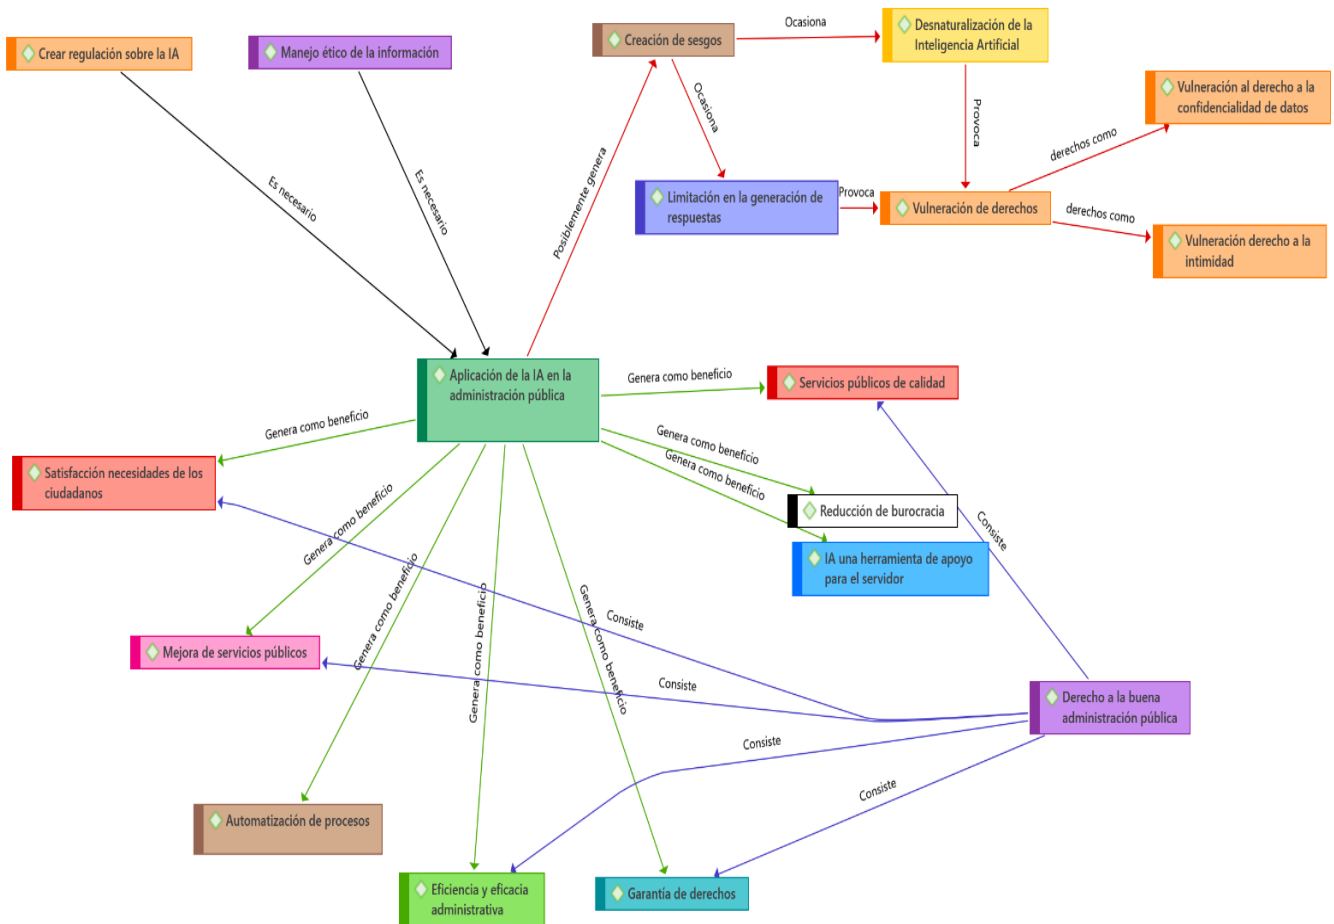 Crear regulación sobre la IA
Manejo ético de la información
Creación de sesgos
Ocasiona
Desnaturalización de la
Inteligencia Artificial
Vulneración al derecho a la
confidencialidad de datos
Ocasiona
Provoca
derechos como
Es necesario
Es necesario
Posiblemente genera
Limitación en la generación de
respuestas
Provoca
Vulneración de derechos
derechos como
Vulneración derecho a la
intimidad
Aplicación de la IA en la
administración pública
Genera como beneficio
Servicios públicos de calidad
Genera como beneficio
Genera como beneficio
Genera como beneficio
Satisfacción necesidades de los
ciudadanos
Reducción de burocracia
IA una herramienta de apoyo
para el servidor
Consiste
Genera como beneficio
Genera como beneficio
Genera como beneficio
Genera como beneficio
Consiste
Mejora de servicios públicos
Consiste
Derecho a la buena
administración pública
Consiste
Consiste
Automatización de procesos
Eficiencia y eficacia
administrativa
Garantía de derechos